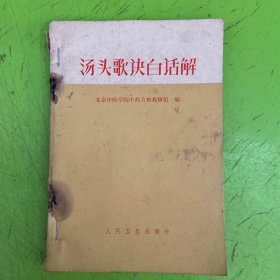 汤头歌诀白话解
北京中医学院中药方剂教研组 编
人民卫生出版社